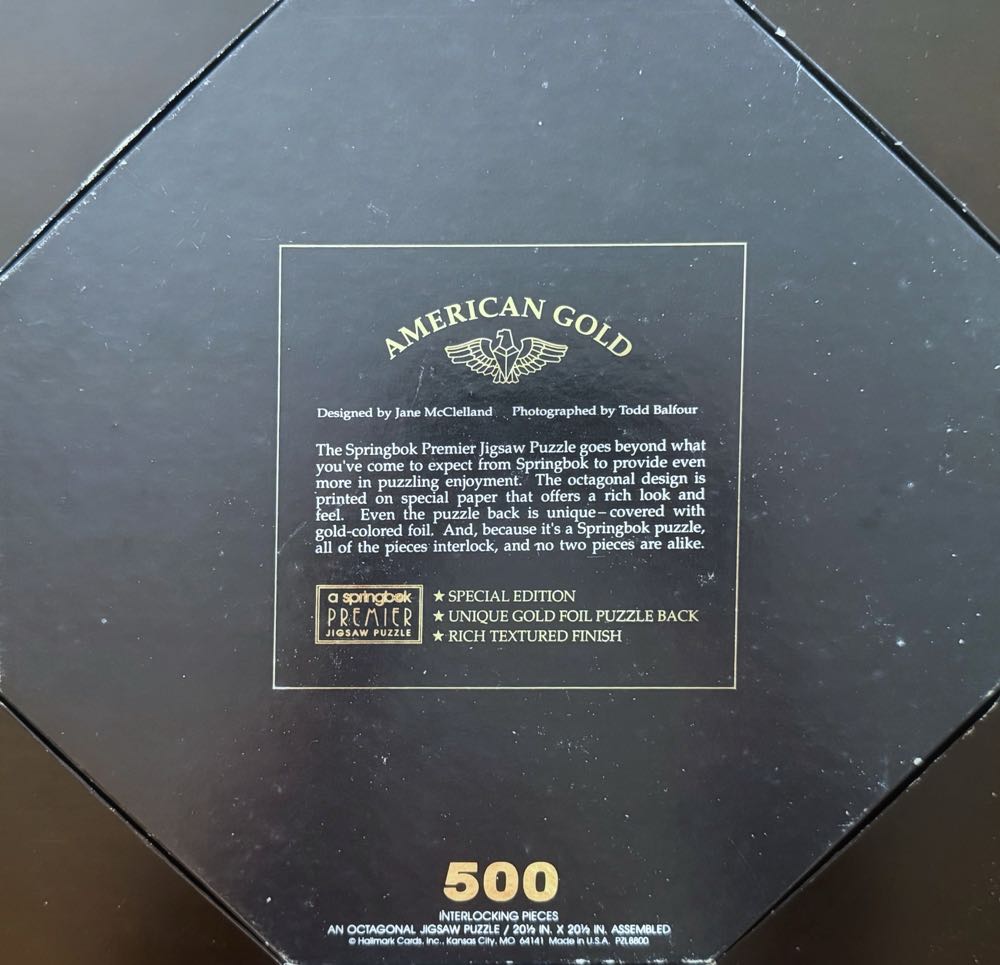 AMERICAN GOLD
Designed by Jane McClelland Photographed by Todd Balfour
The Springbok Premier Jigsaw Puzzle goes beyond what
you've come to expect from Springbok to provide even
more in puzzling enjoyment. The octagonal design is
printed on special paper that offers a rich look and
feel. Even the puzzle back is unique–covered with
gold-colored foil. And, because it's a Springbok puzzle,
all of the pieces interlock, and no two pieces are alike.
a springbok
PREMIER
JIGSAW PUZZLE
★ SPECIAL EDITION
★ UNIQUE GOLD FOIL PUZZLE BACK
★ RICH TEXTURED FINISH
500
INTERLOCKING PIECES
AN OCTAGONAL JIGSAW PUZZLE / 20½ IN. X 20½ IN. ASSEMBLED
© Hallmark Cards, Inc., Kansas City, MO 64141 Made in U.S.A. PZL8800